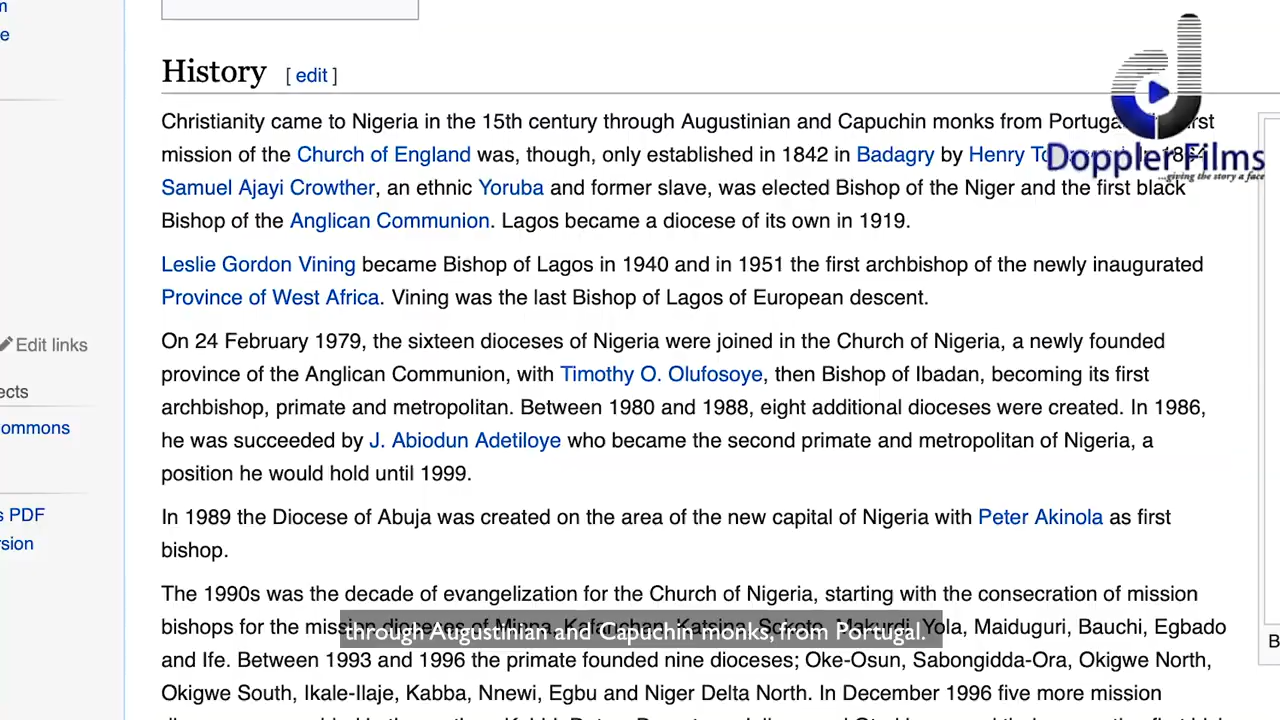 m
e
History [ edit ]
Christianity came to Nigeria in the 15th century through Augustinian and Capuchin monks from Portugal.
mission of the Church of England was, though, only established in 1842 in Badagry by Henry
Samuel Ajayi Crowther, an ethnic Yoruba and former slave, was elected Bishop of the Niger and the first black
Bishop of the Anglican Communion. Lagos became a diocese of its own in 1919.
Leslie Gordon Vining became Bishop of Lagos in 1940 and in 1951 the first archbishop of the newly inaugurated
Province of West Africa. Vining was the last Bishop of Lagos of European descent.
On 24 February 1979, the sixteen dioceses of Nigeria were joined in the Church of Nigeria, a newly founded
province of the Anglican Communion, with Timothy O. Olufosoye, then Bishop of Ibadan, becoming its first
archbishop, primate and metropolitan. Between 1980 and 1988, eight additional dioceses were created. In 1986,
he was succeeded by J. Abiodun Adetiloye who became the second primate and metropolitan of Nigeria, a
position he would hold until 1999.
In 1989 the Diocese of Abuja was created on the area of the new capital of Nigeria with Peter Akinola as first
bishop.
The 1990s was the decade of evangelization for the Church of Nigeria, starting with the consecration of mission
bishops for the mission dioceses of Minna, Kafanchan, Katsina, Sokoto, Makurdi, Yola, Maiduguri, Bauchi, Egbado
and Ife. Between 1993 and 1996 the primate founded nine dioceses; Oke-Osun, Sabongidda-Ora, Okigwe North,
Okigwe South, Ikale-Ilaje, Kabba, Nnewi, Egbu and Niger Delta North. In December 1996 five more mission
through Augustinian and Capuchin monks, from Portugal.
Edit links
ects
ommons
s PDF
rsion
DopplerFilms
...giving the story a face
B